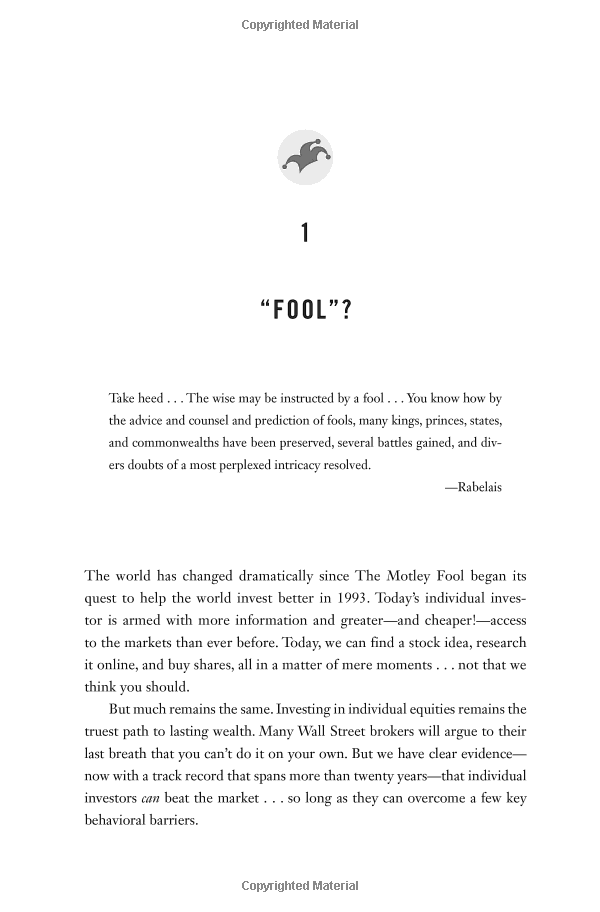 Copyrighted Material
1
“FOOL”?
Take heed . . . The wise may be instructed by a fool . . . You know how by
the advice and counsel and prediction of fools, many kings, princes, states,
and commonwealths have been preserved, several battles gained, and div-
ers doubts of a most perplexed intricacy resolved.
—Rabelais
The world has changed dramatically since The Motley Fool began its
quest to help the world invest better in 1993. Today’s individual inves-
tor is armed with more information and greater—and cheaper!—access
to the markets than ever before. Today, we can find a stock idea, research
it online, and buy shares, all in a matter of mere moments . . . not that we
think you should.
But much remains the same. Investing in individual equities remains the
truest path to lasting wealth. Many Wall Street brokers will argue to their
last breath that you can’t do it on your own. But we have clear evidence—
now with a track record that spans more than twenty years—that individual
investors can beat the market . . . so long as they can overcome a few key
behavioral barriers.
Copyrighted Material